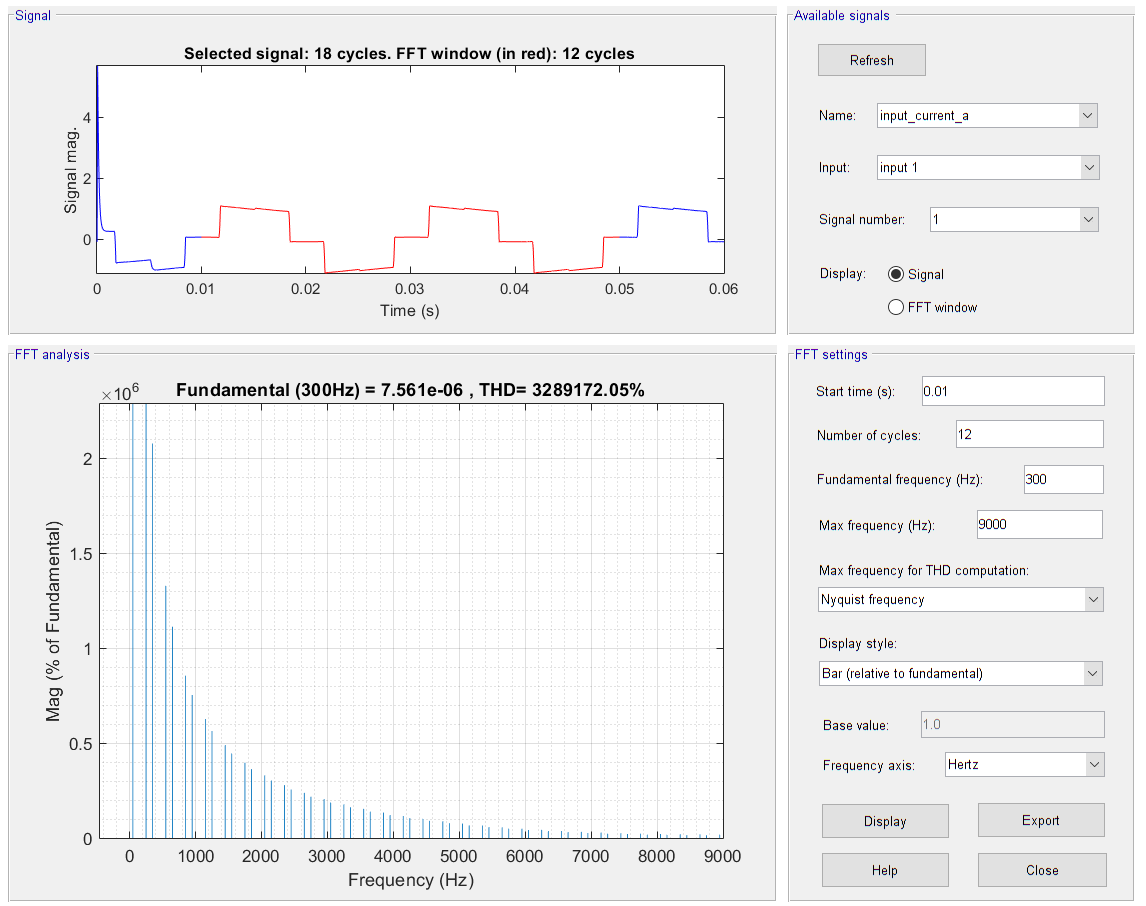 Signal
Selected signal: 18 cycles. FFT window (in red): 12 cycles
Signal mag.
4
2
0
0
0.01
0.02
0.03
0.04
0.05
0.06
Time (s)
Available signals
Refresh
Name:
input_current_a
Input:
input 1
Signal number:
1
Display:
Signal
FFT window
FFT analysis
×10^6
Fundamental (300Hz) = 7.561e-06 , THD= 3289172.05%
Mag (% of Fundamental)
2
1.5
1
0.5
0
0
1000
2000
3000
4000
5000
6000
7000
8000
9000
Frequency (Hz)
FFT settings
Start time (s):
0.01
Number of cycles:
12
Fundamental frequency (Hz):
300
Max frequency (Hz):
9000
Max frequency for THD computation:
Nyquist frequency
Display style:
Bar (relative to fundamental)
Base value:
1.0
Frequency axis:
Hertz
Display
Export
Help
Close